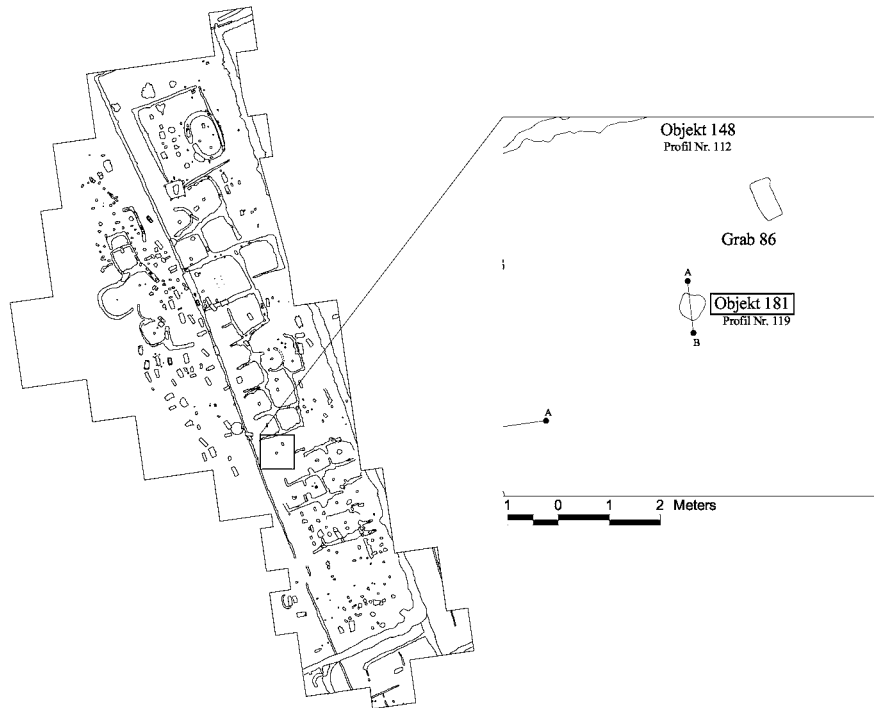 Objekt 148
Profil Nr. 112
Grab 86
A
Objekt 181
Profil Nr. 119
B
A
1 0 1 2 Meters